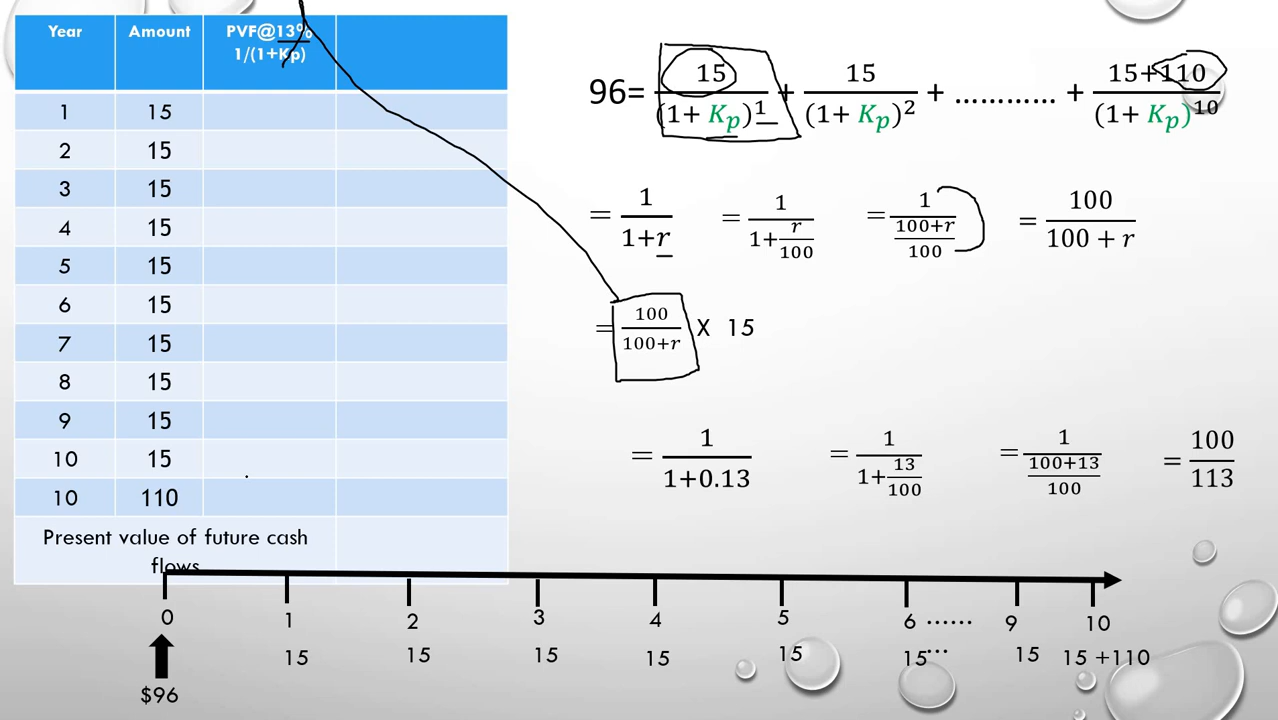 Year Amount PVF@13%
1/(1+Kp)
1 15
2 15
3 15
4 15
5 15
6 15
7 15
8 15
9 15
10 15
10 110
Present value of future cash
flows
96= 15/(1+ Kp)^1 + 15/(1+ Kp)^2 + ............ + 15+110/(1+ Kp)^10
= 1/1+r = 1/1+r/100 = 1/100+r/100 = 100/100 + r
= 100/100+r X 15
= 1/1+0.13 = 1/1+13/100 = 1/100+13/100 = 100/113
0 1 2 3 4 5 6 ...... 9 10
15 15 15 15 15 15 ... 15 15 +110
$96